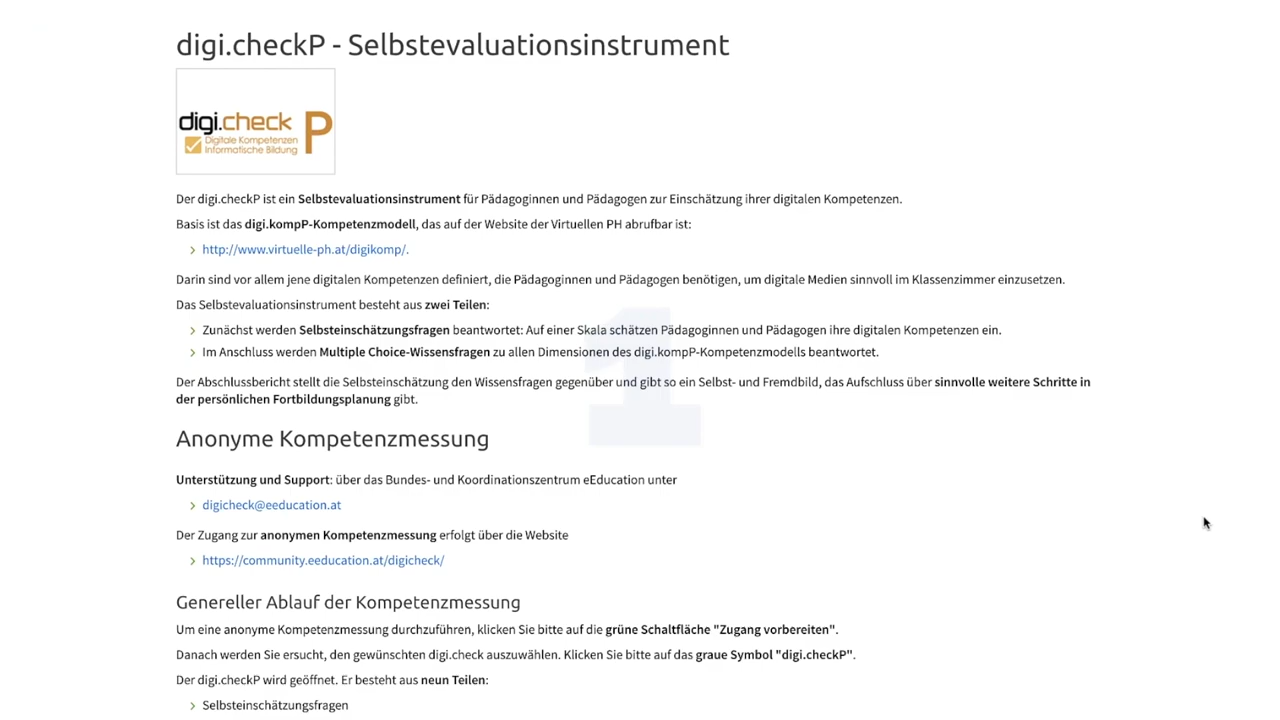 digi.checkP - Selbstevaluationsinstrument
digi.check P
Digitale Kompetenzen
Informatische Bildung
Der digi.checkP ist ein Selbstevaluationsinstrument für Pädagoginnen und Pädagogen zur Einschätzung ihrer digitalen Kompetenzen.
Basis ist das digi.kompP-Kompetenzmodell, das auf der Website der Virtuellen PH abrufbar ist:
http://www.virtuelle-ph.at/digikomp/.
Darin sind vor allem jene digitalen Kompetenzen definiert, die Pädagoginnen und Pädagogen benötigen, um digitale Medien sinnvoll im Klassenzimmer einzusetzen.
Das Selbstevaluationsinstrument besteht aus zwei Teilen:
Zunächst werden Selbsteinschätzungsfragen beantwortet: Auf einer Skala schätzen Pädagoginnen und Pädagogen ihre digitalen Kompetenzen ein.
Im Anschluss werden Multiple Choice-Wissensfragen zu allen Dimensionen des digi.kompP-Kompetenzmodells beantwortet.
Der Abschlussbericht stellt die Selbsteinschätzung den Wissensfragen gegenüber und gibt so ein Selbst- und Fremdbild, das Aufschluss über sinnvolle weitere Schritte in
der persönlichen Fortbildungsplanung gibt.
1
Anonyme Kompetenzmessung
Unterstützung und Support: über das Bundes- und Koordinationszentrum eEducation unter
digicheck@eeducation.at
Der Zugang zur anonymen Kompetenzmessung erfolgt über die Website
https://community.eeducation.at/digicheck/
Genereller Ablauf der Kompetenzmessung
Um eine anonyme Kompetenzmessung durchzuführen, klicken Sie bitte auf die grüne Schaltfläche "Zugang vorbereiten".
Danach werden Sie ersucht, den gewünschten digi.check auszuwählen. Klicken Sie bitte auf das graue Symbol "digi.checkP".
Der digi.checkP wird geöffnet. Er besteht aus neun Teilen:
Selbsteinschätzungsfragen